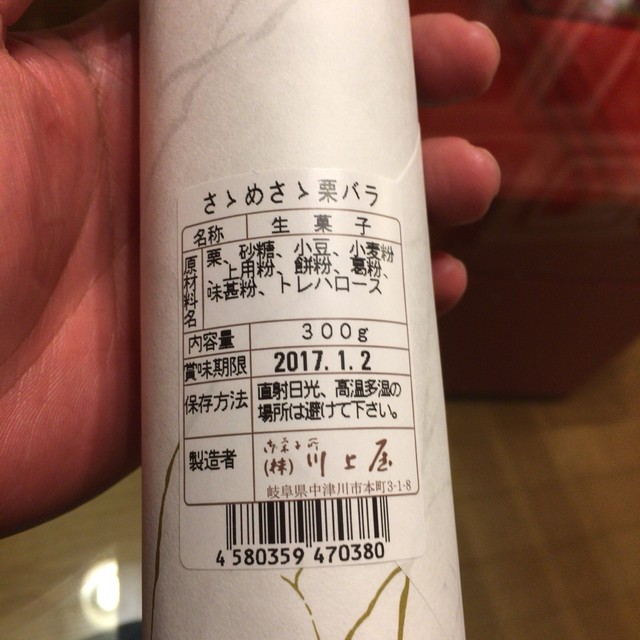 さゝめさゝ栗バラ
名称 生菓子
原材料名 栗、砂糖、小豆、小麦粉
上用粉、餅粉、葛粉、
味甚粉、トレハロース
内容量 300g
賞味期限 2017.1.2
保存方法 直射日光、高温多湿の
場所は避けて下さい。
製造者 御菓子所
(株) 川上屋
岐阜県中津川市本町3-1-8
4 580359 470380